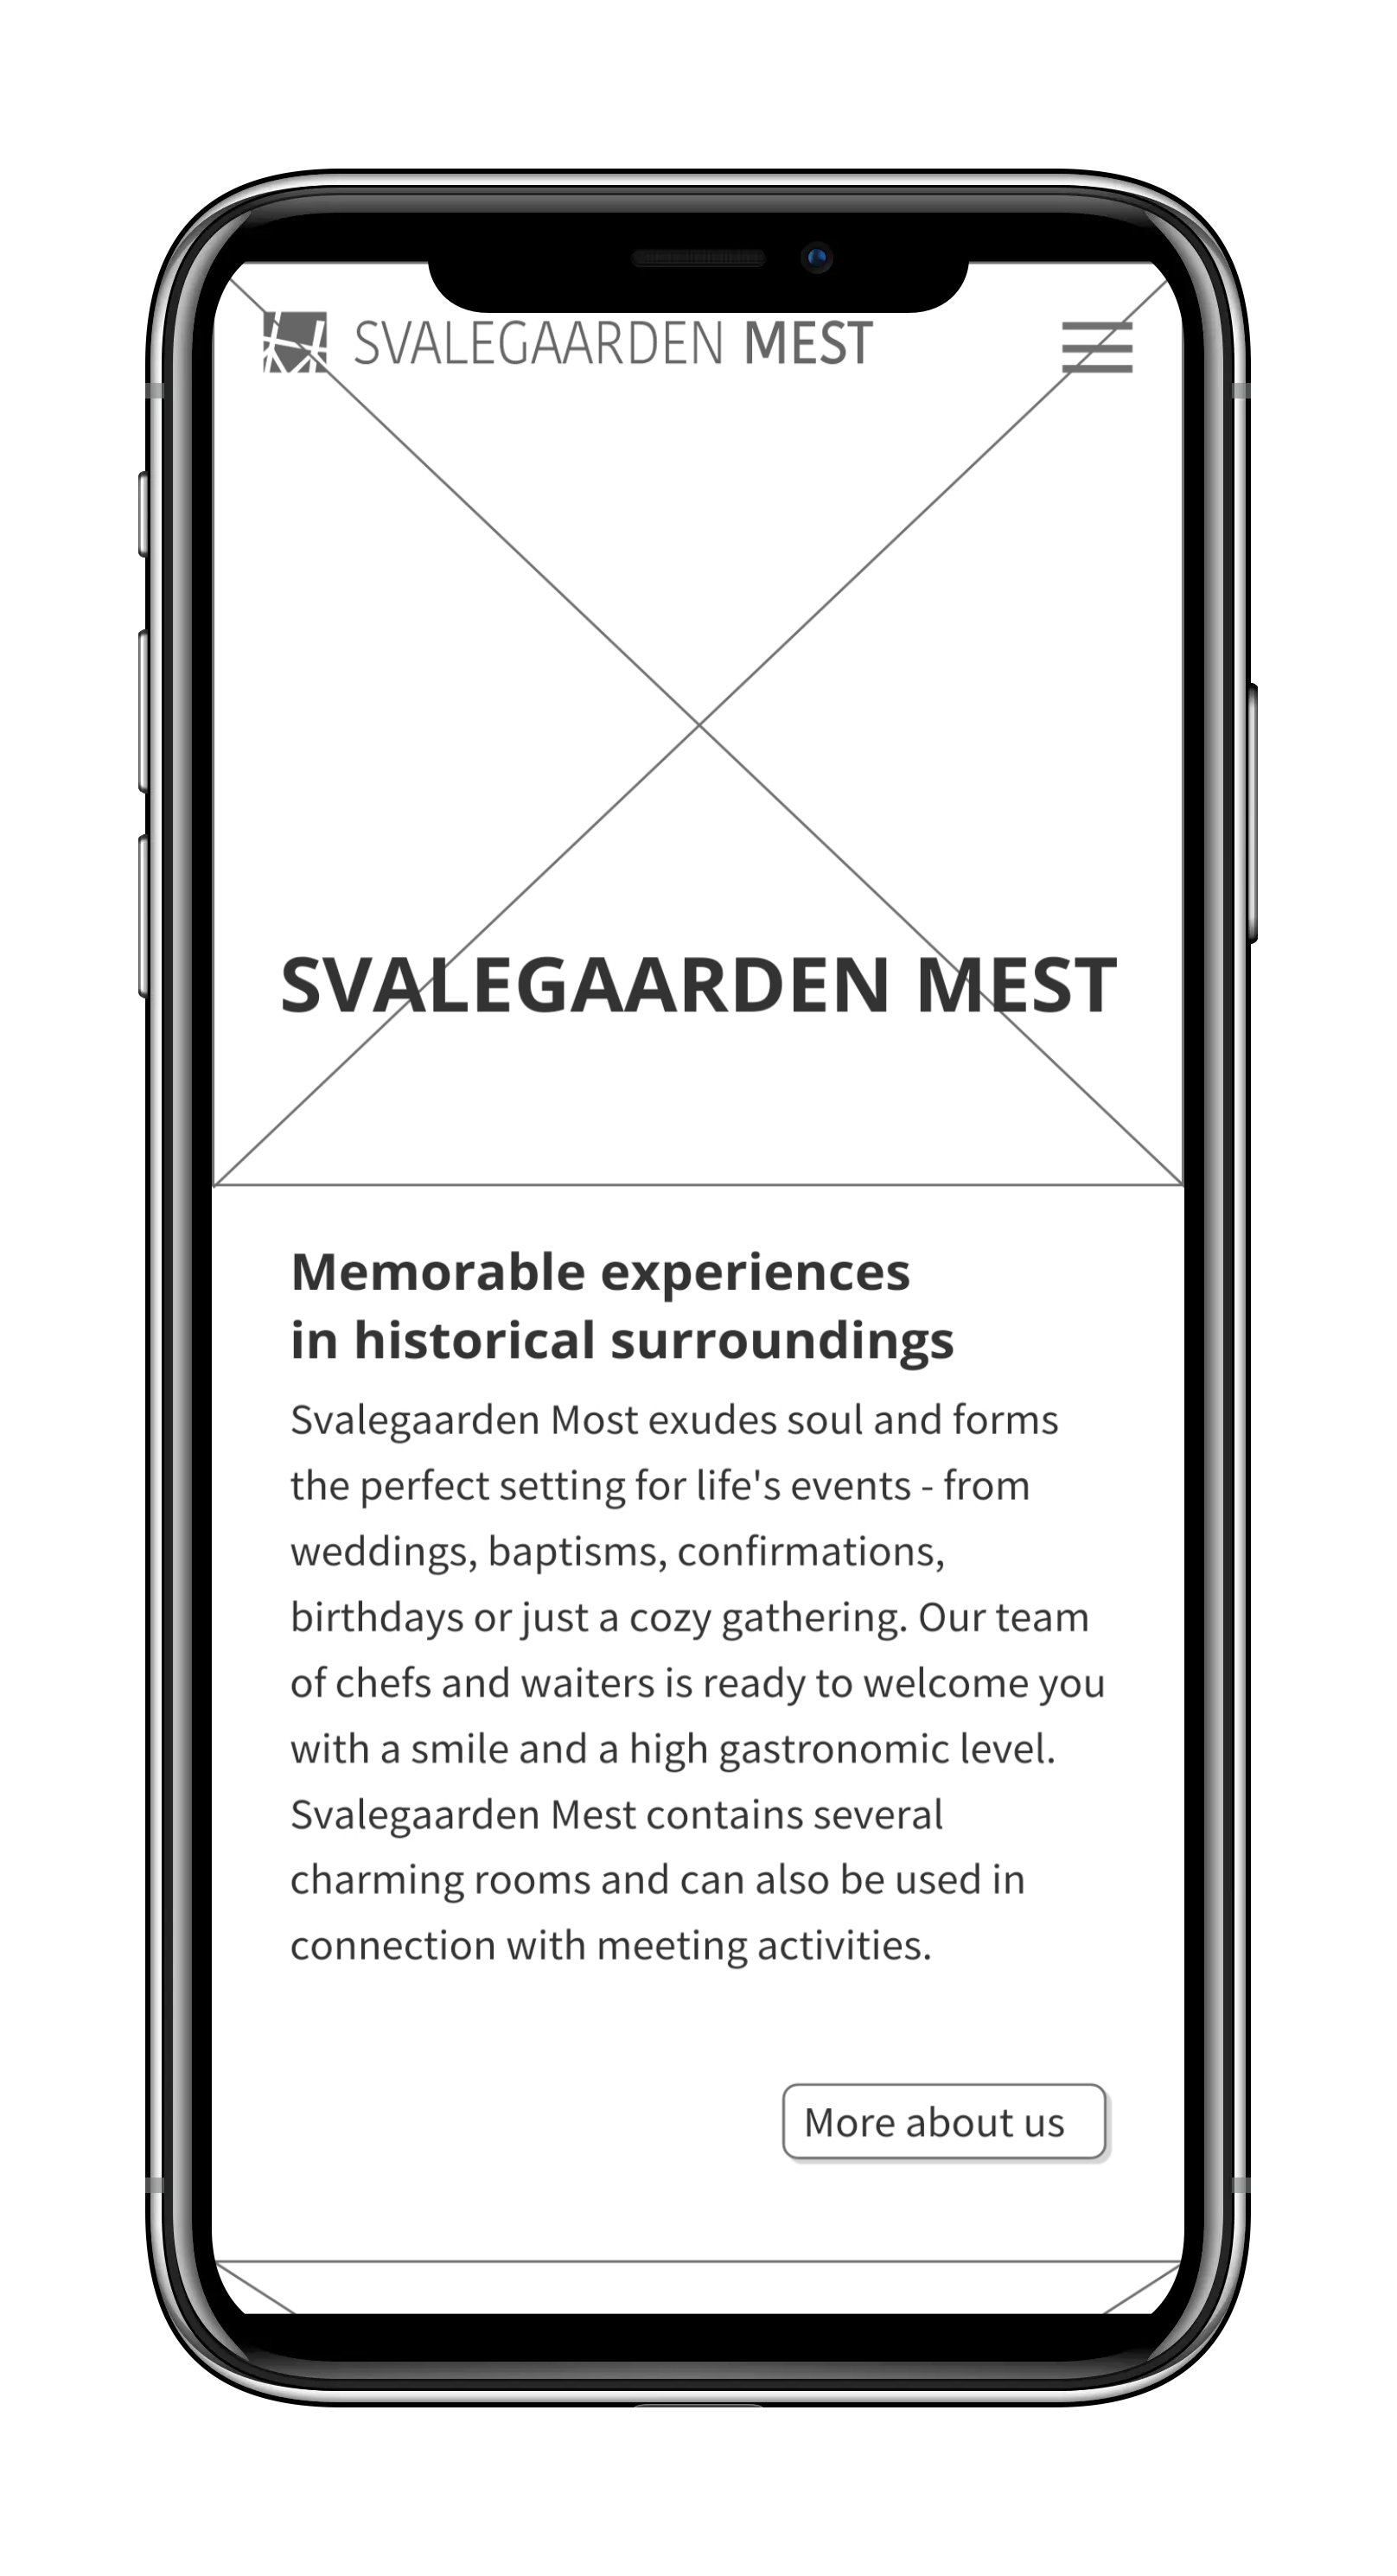 SVALEGAARDEN MEST
SVALEGAARDEN MEST
Memorable experiences
in historical surroundings
Svalegaarden Most exudes soul and forms
the perfect setting for life's events - from
weddings, baptisms, confirmations,
birthdays or just a cozy gathering. Our team
of chefs and waiters is ready to welcome you
with a smile and a high gastronomic level.
Svalegaarden Mest contains several
charming rooms and can also be used in
connection with meeting activities.
More about us